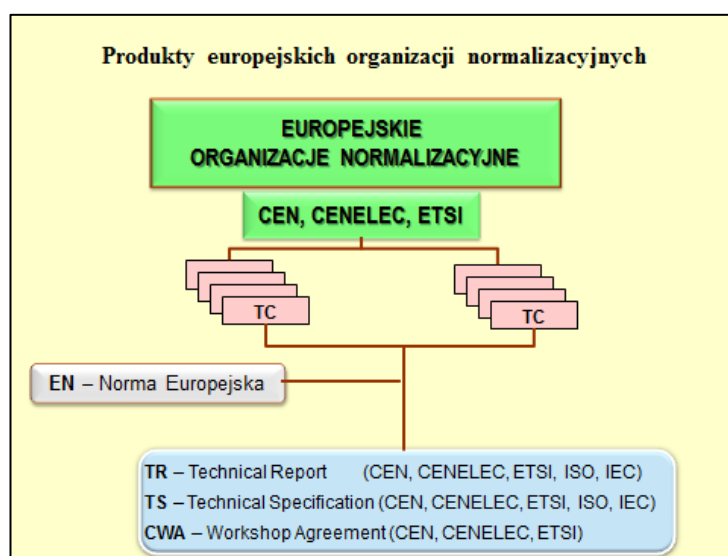 Produkty europejskich organizacji normalizacyjnych
EUROPEJSKIE
ORGANIZACJE NORMALIZACYJNE
CEN, CENELEC, ETSI
TC
TC
EN – Norma Europejska
TR – Technical Report (CEN, CENELEC, ETSI, ISO, IEC)
TS – Technical Specification (CEN, CENELEC, ETSI, ISO, IEC)
CWA – Workshop Agreement (CEN, CENELEC, ETSI)